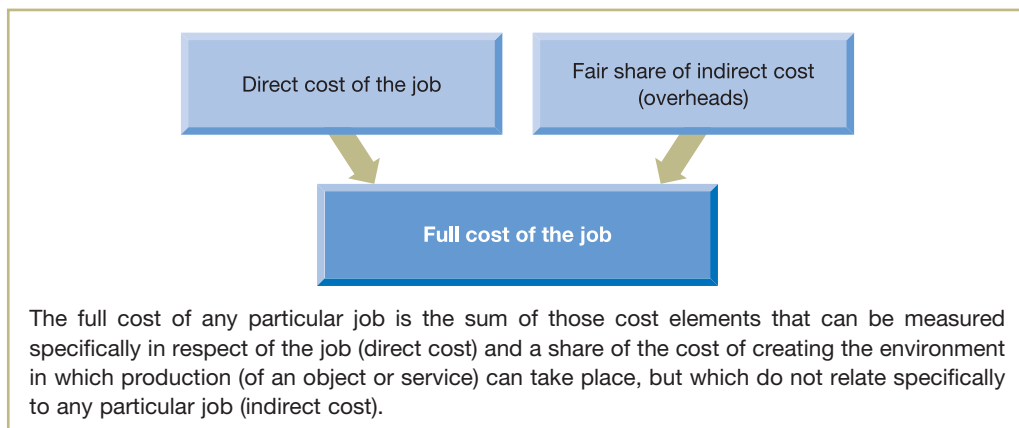 Direct cost of the job
Fair share of indirect cost
(overheads)
Full cost of the job
The full cost of any particular job is the sum of those cost elements that can be measured
specifically in respect of the job (direct cost) and a share of the cost of creating the environment
in which production (of an object or service) can take place, but which do not relate specifically
to any particular job (indirect cost).